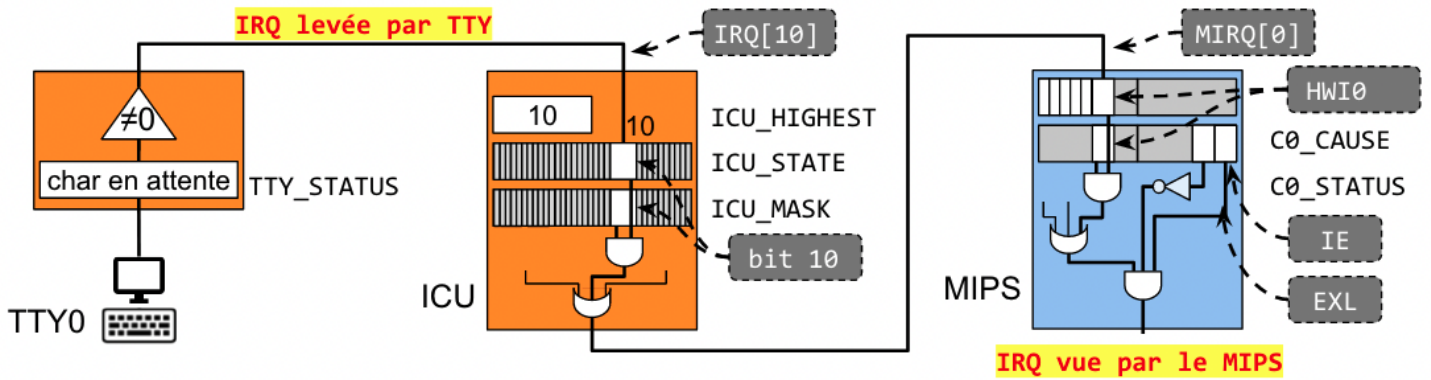 IRQ levée par TTY
IRQ[10]
MIRQ[0]
≠0
char en attente
TTY_STATUS
TTY0
10
10
ICU_HIGHEST
ICU_STATE
ICU_MASK
bit 10
ICU
HWI0
C0_CAUSE
C0_STATUS
IE
EXL
MIPS
IRQ vue par le MIPS